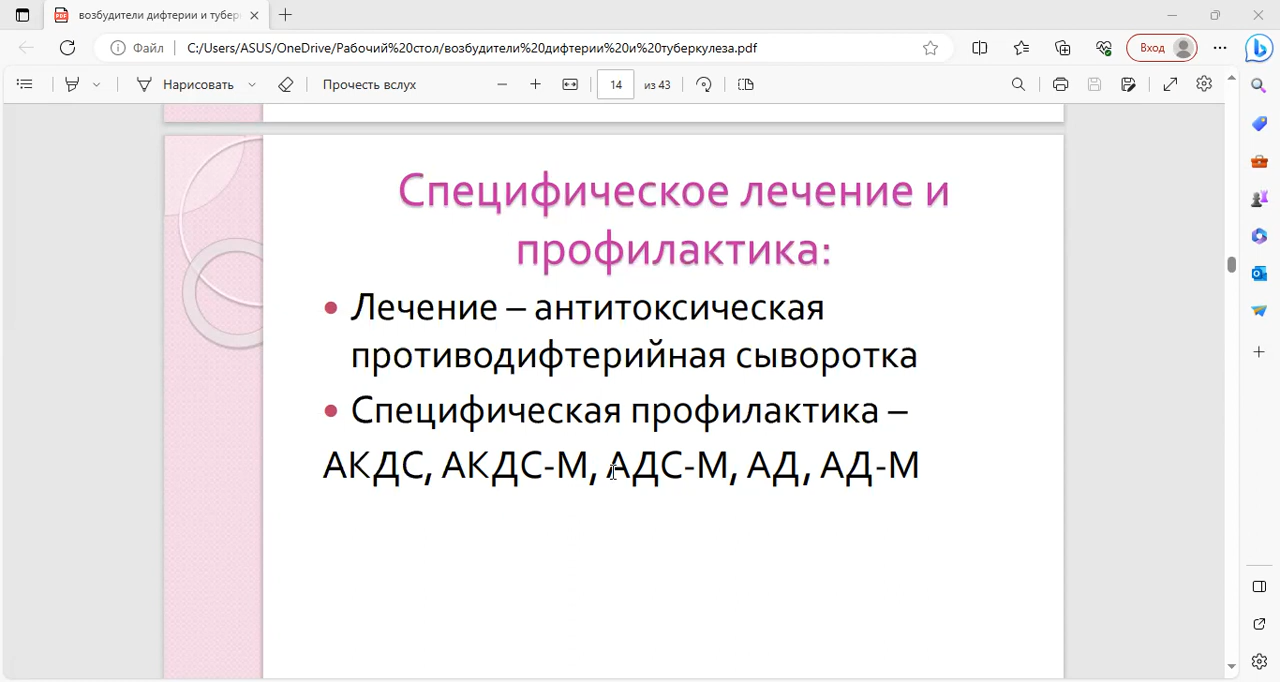 возбудители дифтерии и тубер
Файл
C:/Users/ASUS/OneDrive/Рабочий%20стол/возбудители%20дифтерии%20и%20туберкулеза.pdf
Вход
Нарисовать
Прочесть вслух
14
из 43
Специфическое лечение и
профилактика:
Лечение – антитоксическая
противодифтерийная сыворотка
Специфическая профилактика –
АКДС, АКДС-М, АДС-М, АД, АД-М